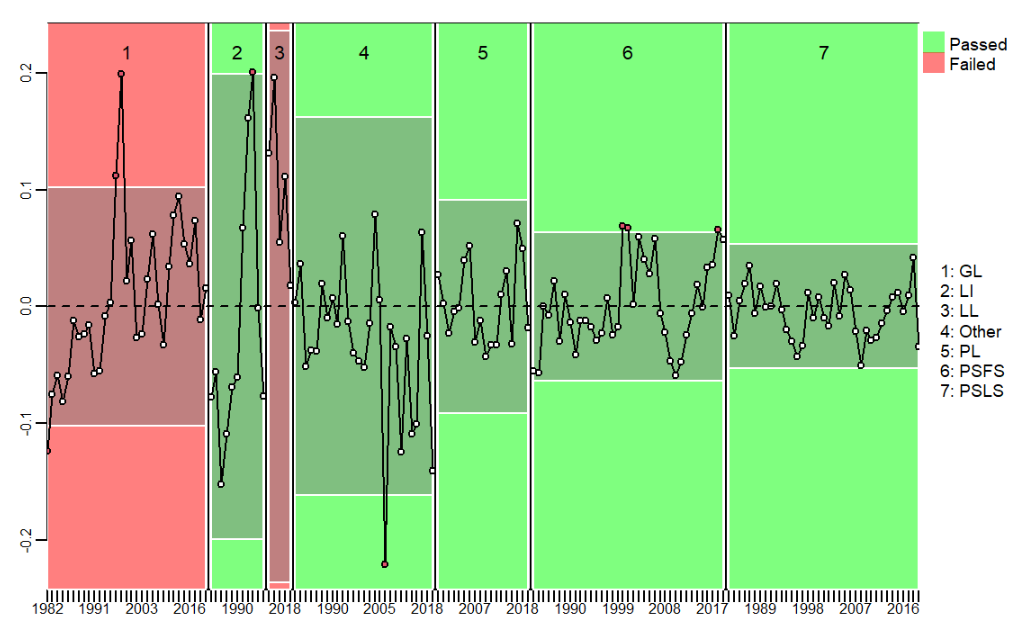 1 2 3 4 5 6 7
Passed
Failed
0.2
0.1
0.0
-0.1
-0.2
1: GL
2: LI
3: LL
4: Other
5: PL
6: PSFS
7: PSLS
1982 1991 2003 2016 1990 2018 1990 2005 2018 2007 2018 1990 1999 2008 2017 1989 1998 2007 2016